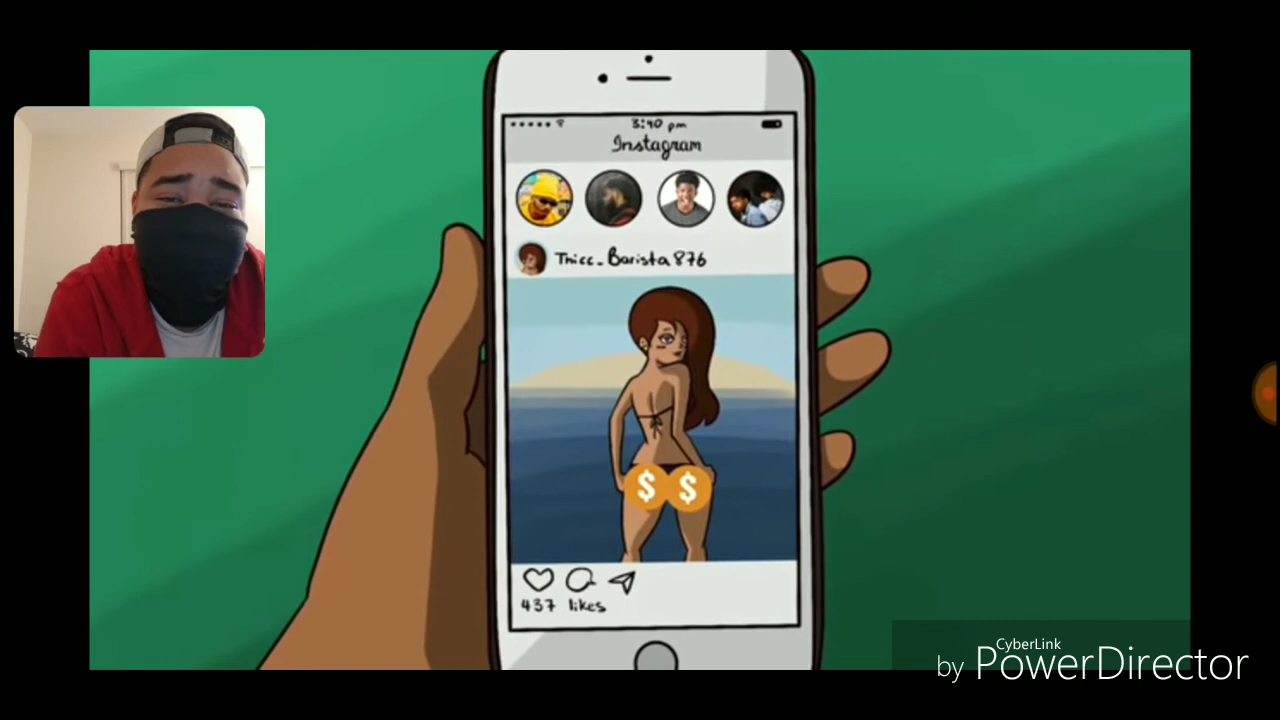 3:40 pm
Instagram
Thicc_Barista876
$ $
437 likes
CyberLink
by PowerDirector